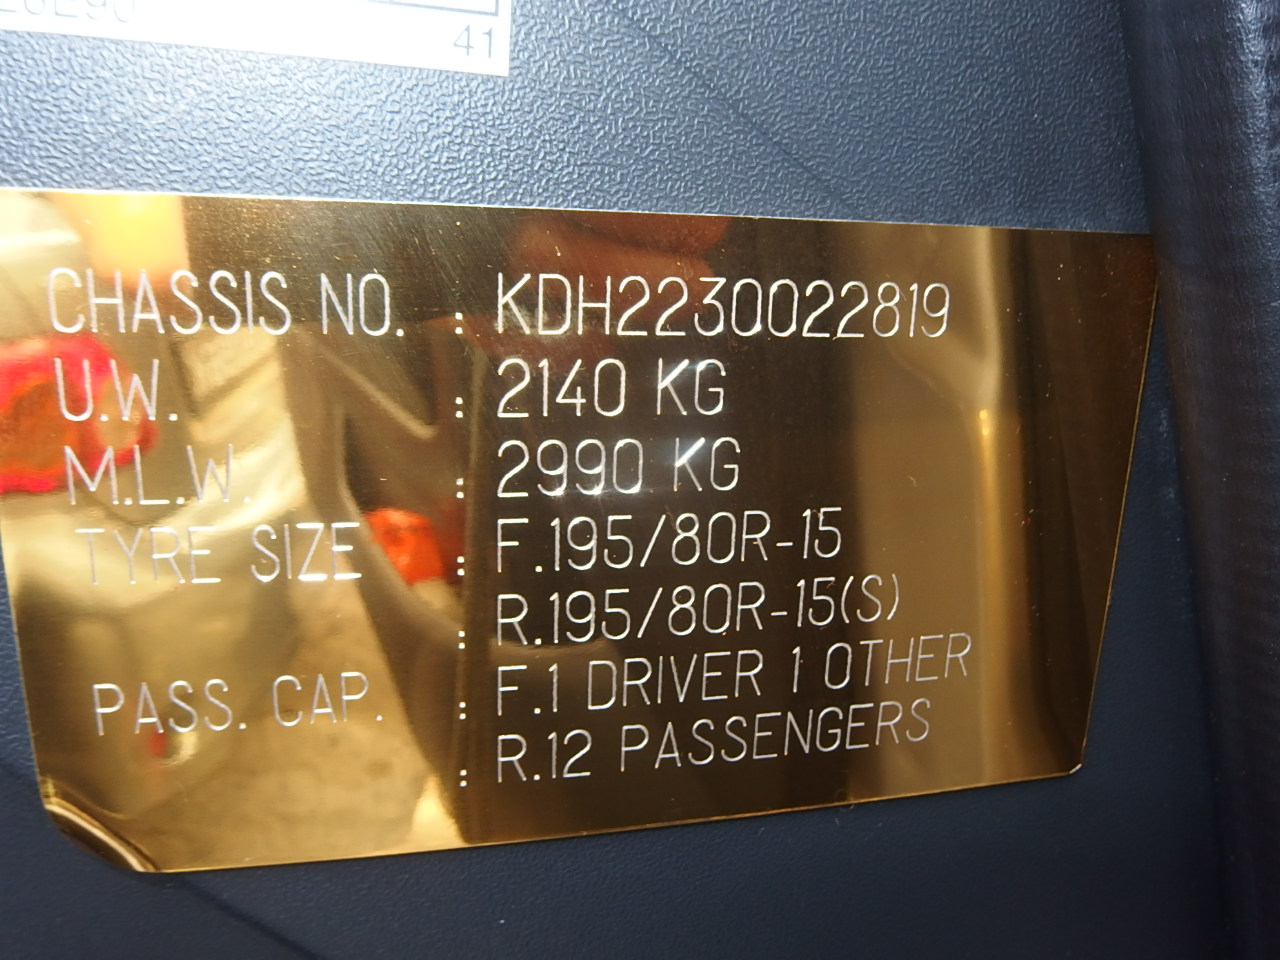 41
CHASSIS NO. : KDH2230022819
U.W. : 2140 KG
M.L.W. : 2990 KG
TYRE SIZE : F.195/80R-15
: R.195/80R-15(S)
PASS. CAP. : F.1 DRIVER 1 OTHER
: R.12 PASSENGERS